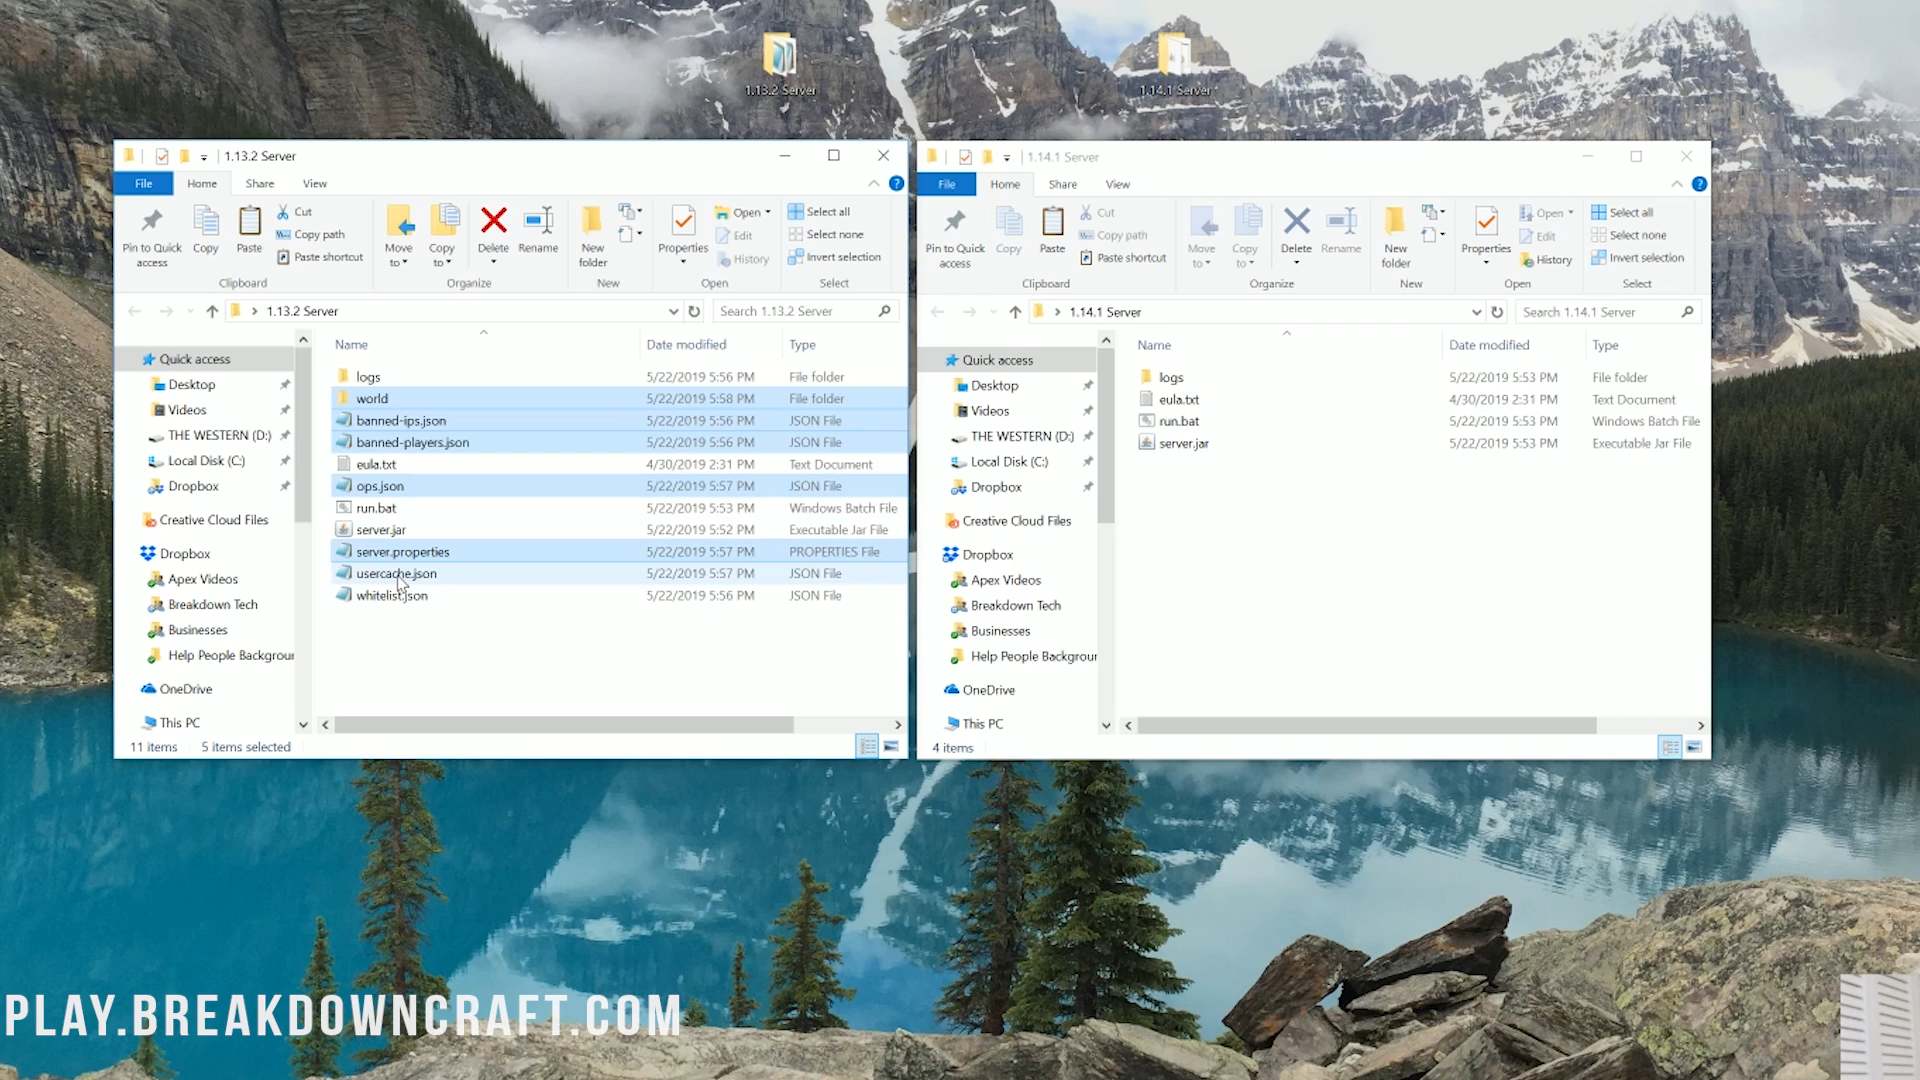 1.13.2 Server
1.14.1 Server
1.13.2 Server
File Home Share View
Pin to Quick access
Copy
Paste
Cut
Copy path
Paste shortcut
Clipboard
Move to
Copy to
Delete
Rename
Organize
New folder
New
Properties
Open
Edit
History
Open
Select all
Select none
Invert selection
Select
1.13.2 Server
Search 1.13.2 Server
Quick access
Desktop
Videos
THE WESTERN (D:)
Local Disk (C:)
Dropbox
Creative Cloud Files
Dropbox
Apex Videos
Breakdown Tech
Businesses
Help People Backgroun
OneDrive
This PC
Name Date modified Type
logs 5/22/2019 5:56 PM File folder
world 5/22/2019 5:58 PM File folder
banned-ips.json 5/22/2019 5:56 PM JSON File
banned-players.json 5/22/2019 5:56 PM JSON File
eula.txt 4/30/2019 2:31 PM Text Document
ops.json 5/22/2019 5:57 PM JSON File
run.bat 5/22/2019 5:53 PM Windows Batch File
server.jar 5/22/2019 5:52 PM Executable Jar File
server.properties 5/22/2019 5:57 PM PROPERTIES File
usercache.json 5/22/2019 5:57 PM JSON File
whitelist.json 5/22/2019 5:56 PM JSON File
11 items 5 items selected
1.14.1 Server
File Home Share View
Pin to Quick access
Copy
Paste
Cut
Copy path
Paste shortcut
Clipboard
Move to
Copy to
Delete
Rename
Organize
New folder
New
Properties
Open
Edit
History
Open
Select all
Select none
Invert selection
Select
1.14.1 Server
Search 1.14.1 Server
Quick access
Desktop
Videos
THE WESTERN (D:)
Local Disk (C:)
Dropbox
Creative Cloud Files
Dropbox
Apex Videos
Breakdown Tech
Businesses
Help People Backgroun
OneDrive
This PC
Name Date modified Type
logs 5/22/2019 5:53 PM File folder
eula.txt 4/30/2019 2:31 PM Text Document
run.bat 5/22/2019 5:53 PM Windows Batch File
server.jar 5/22/2019 5:53 PM Executable Jar File
4 items
PLAY.BREAKDOWNCRAFT.COM